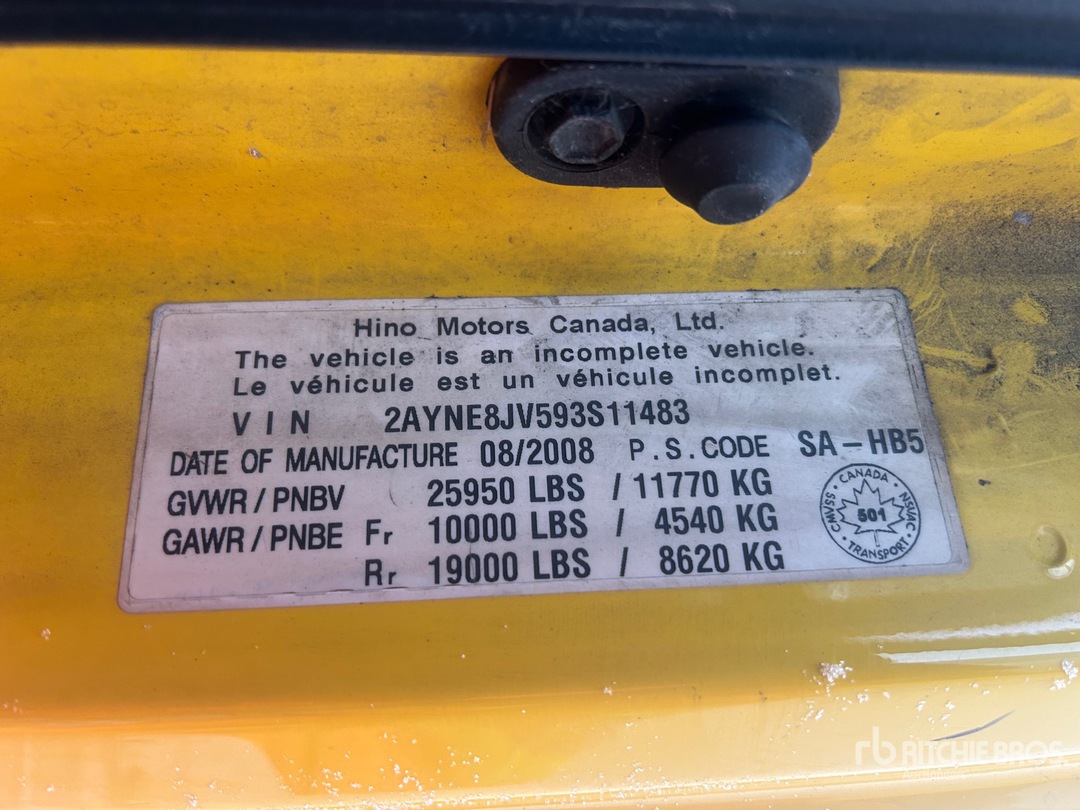 Hino Motors Canada, Ltd.
The vehicle is an incomplete vehicle.
Le véhicule est un véhicule incomplet.
VIN 2AYNE8JV593S11483
DATE OF MANUFACTURE 08/2008 P.S.CODE SA-HB5
GVWR/PNBV 25950 LBS / 11770 KG
GAWR/PNBE Fr 10000 LBS / 4540 KG
Rr 19000 LBS / 8620 KG
CANADA
CMVSS
501
NSVAC
TRANSPORT
rb RITCHIE BROS